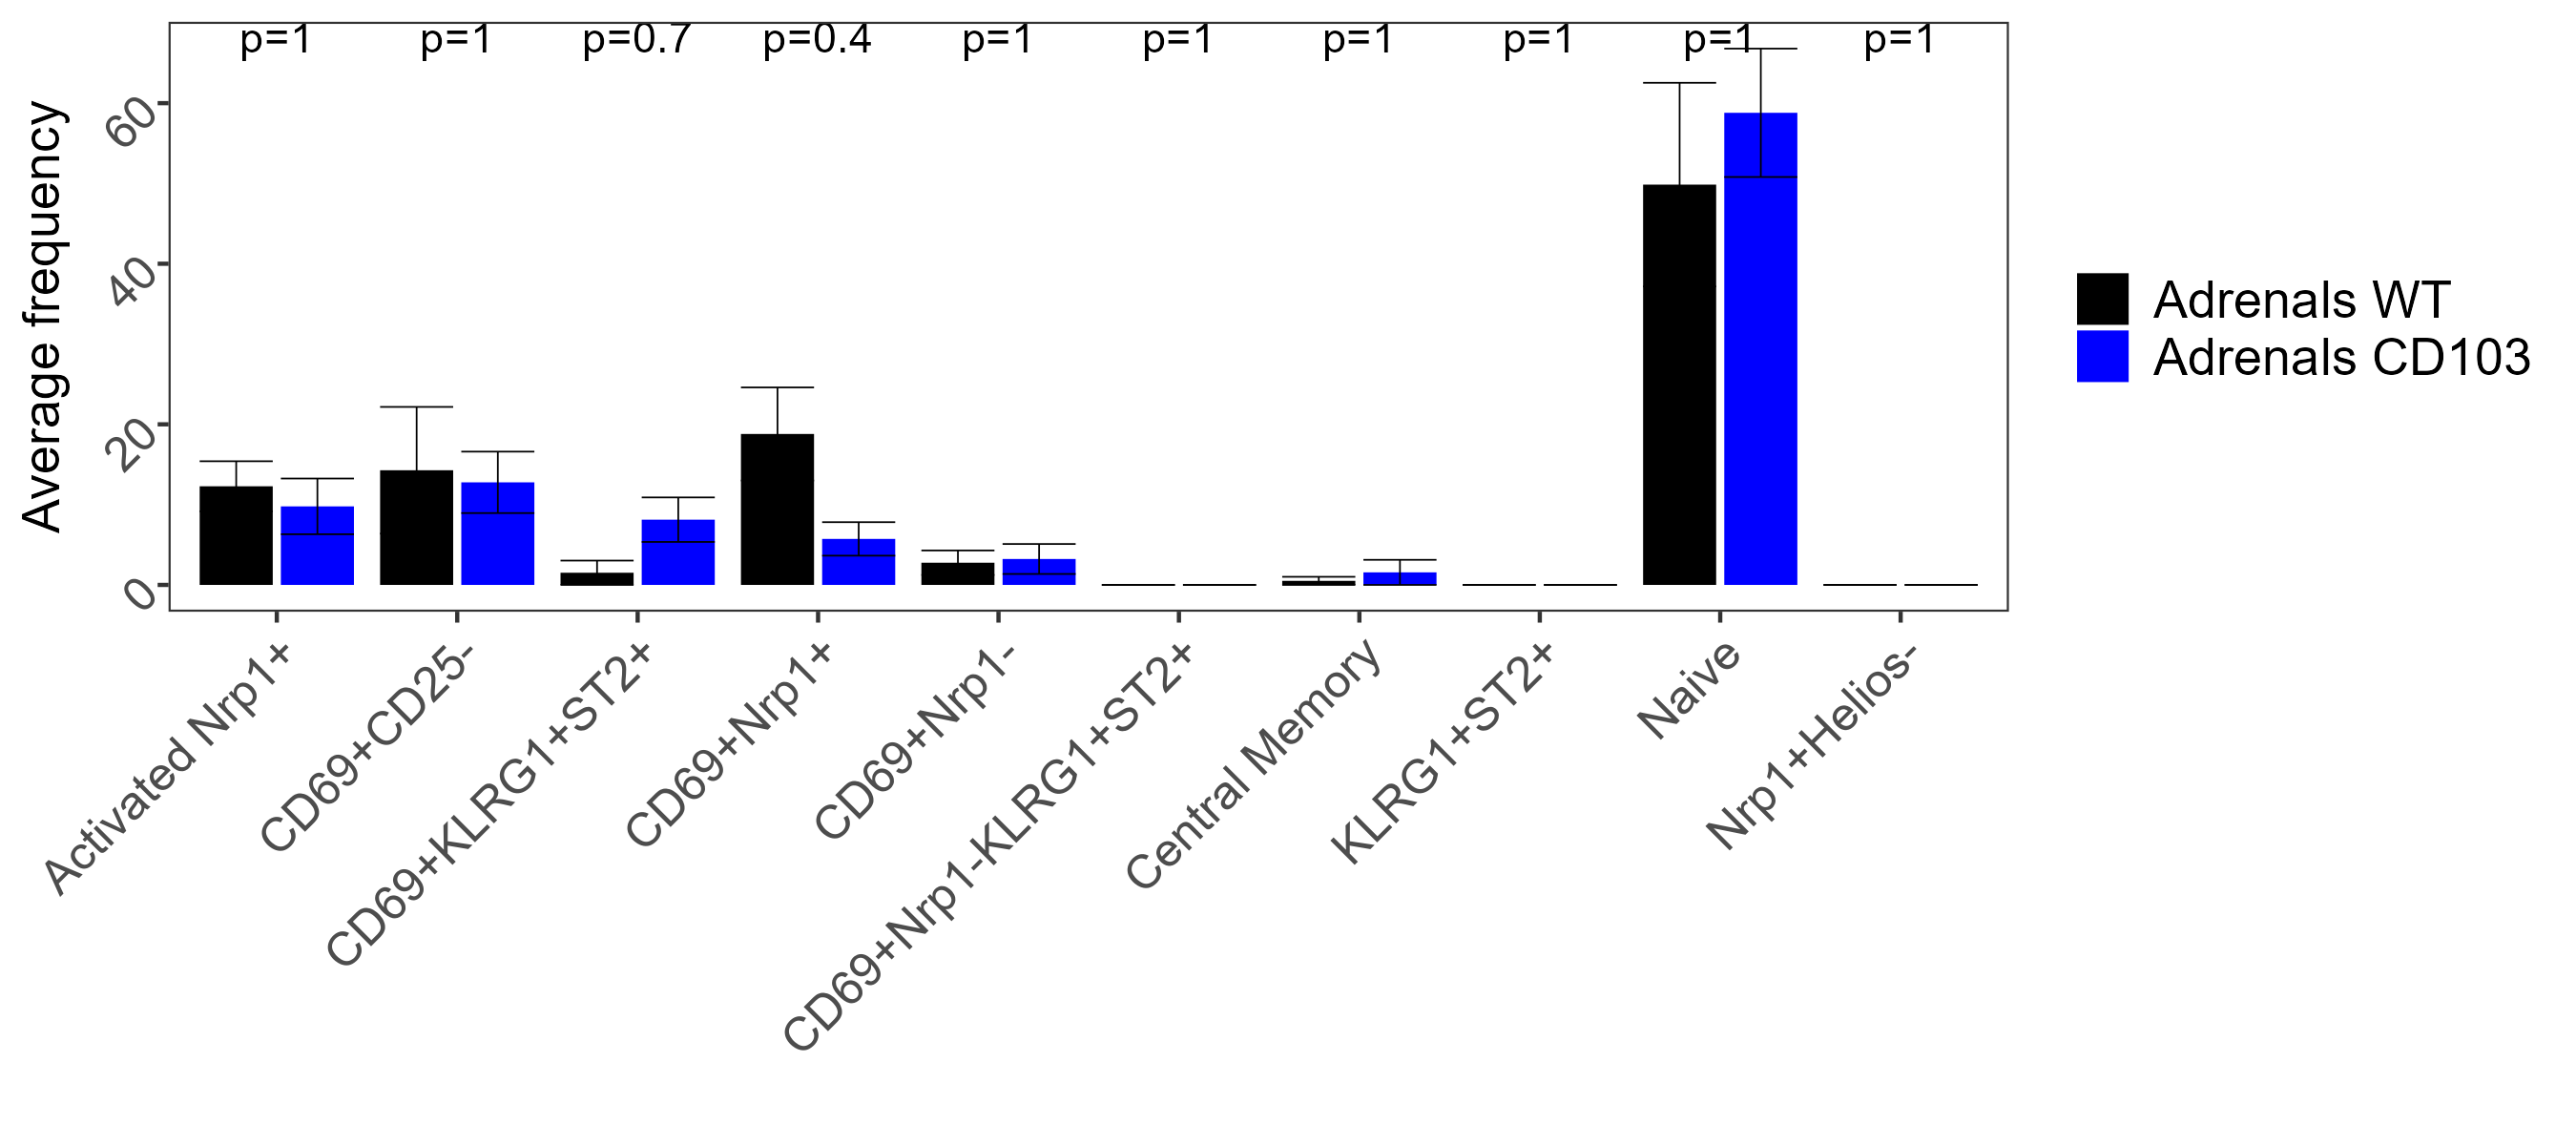 p=1 p=1 p=0.7 p=0.4 p=1 p=1 p=1 p=1 p=1 p=1
Average frequency
60
40
20
0
Activated Nrp1+
CD69+CD25-
CD69+KLRG1+ST2+
CD69+Nrp1+
CD69+Nrp1-
CD69+Nrp1-KLRG1+ST2+
Central Memory
KLRG1+ST2+
Naive
Nrp1+Helios-
Adrenals WT
Adrenals CD103